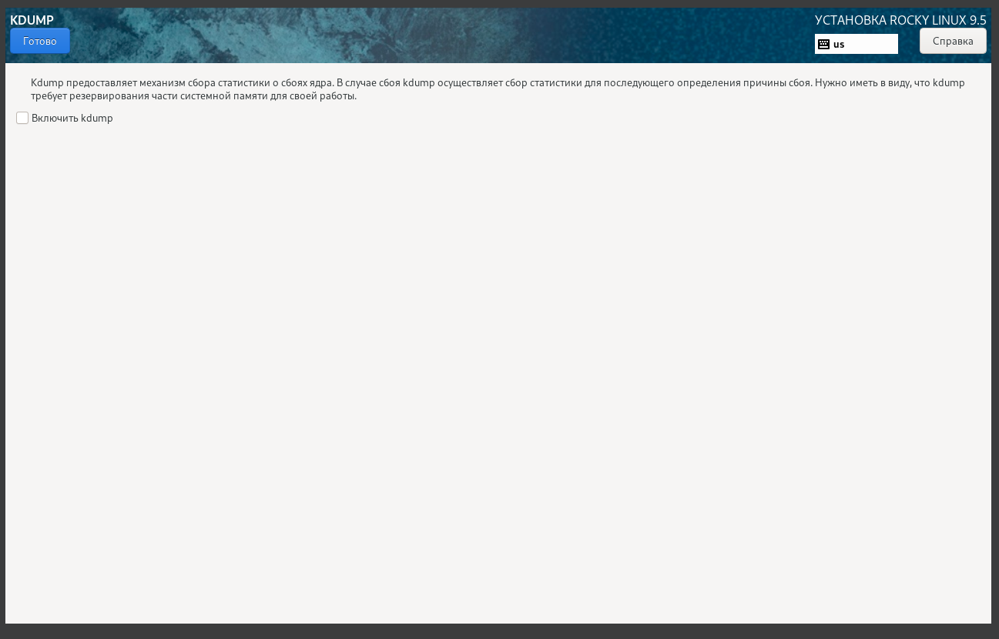 KDUMP
УСТАНОВКА ROCKY LINUX 9.5
Готово
us
Справка
Kdump предоставляет механизм сбора статистики о сбоях ядра. В случае сбоя kdump осуществляет сбор статистики для последующего определения причины сбоя. Нужно иметь в виду, что kdump
требует резервирования части системной памяти для своей работы.
Включить kdump